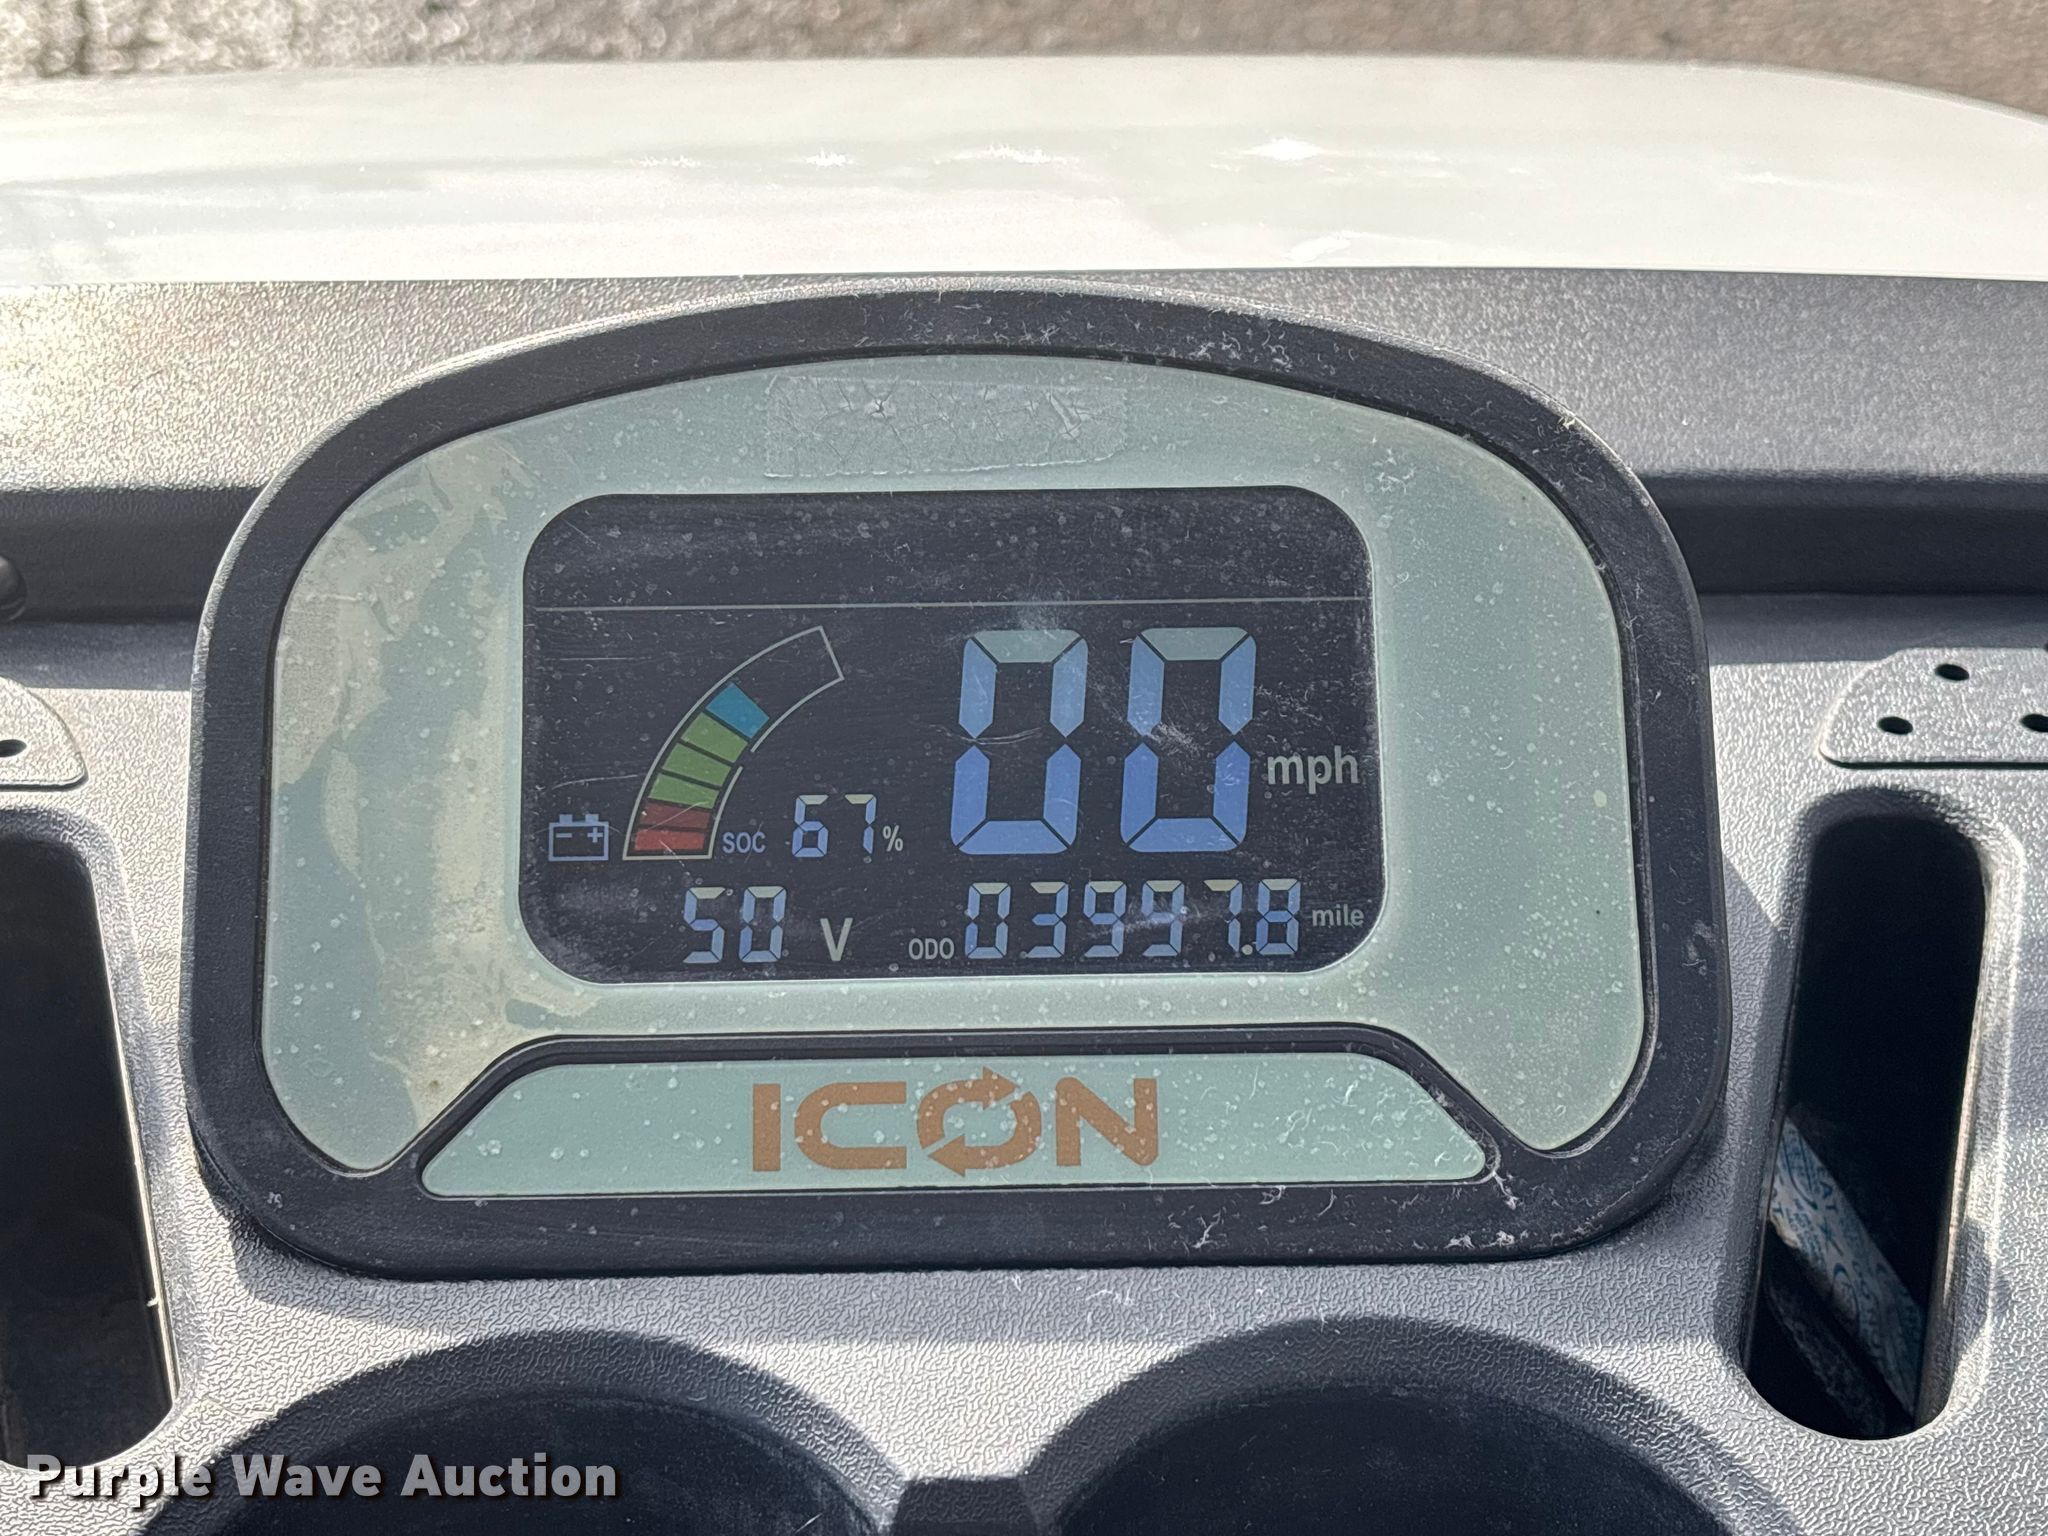 00 mph
SOC 67 %
50 V
ODO 03997.8 mile
ICON
Purple Wave Auction